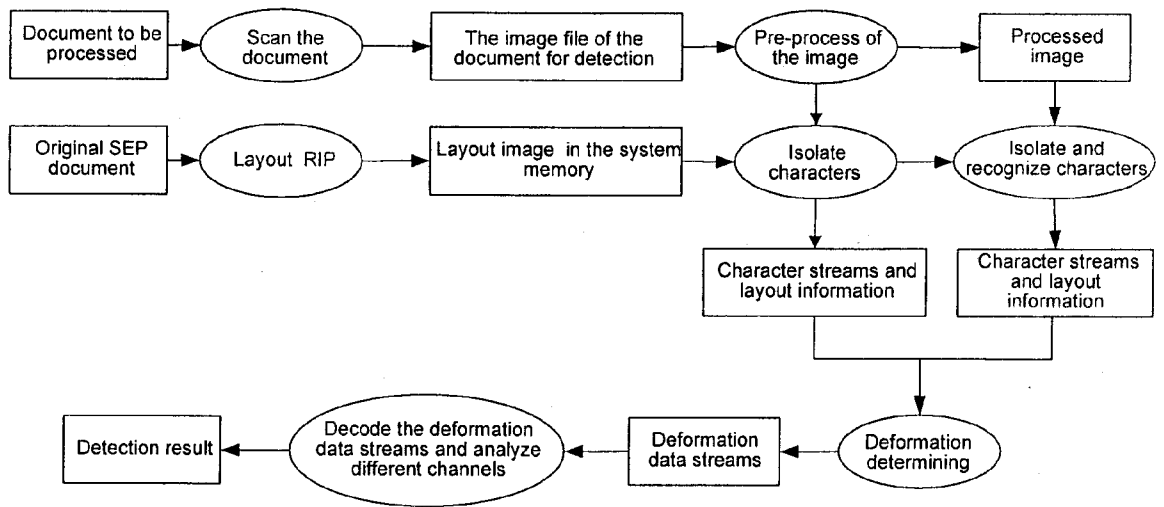 Document to be
processed
Scan the
document
The image file of the
document for detection
Pre-process of
the image
Processed
image
Original SEP
document
Layout RIP
Layout image in the system
memory
Isolate
characters
Isolate and
recognize characters
Character streams and
layout information
Character streams
and layout
information
Detection result
Decode the deformation
data streams and analyze
different channels
Deformation
data streams
Deformation
determining